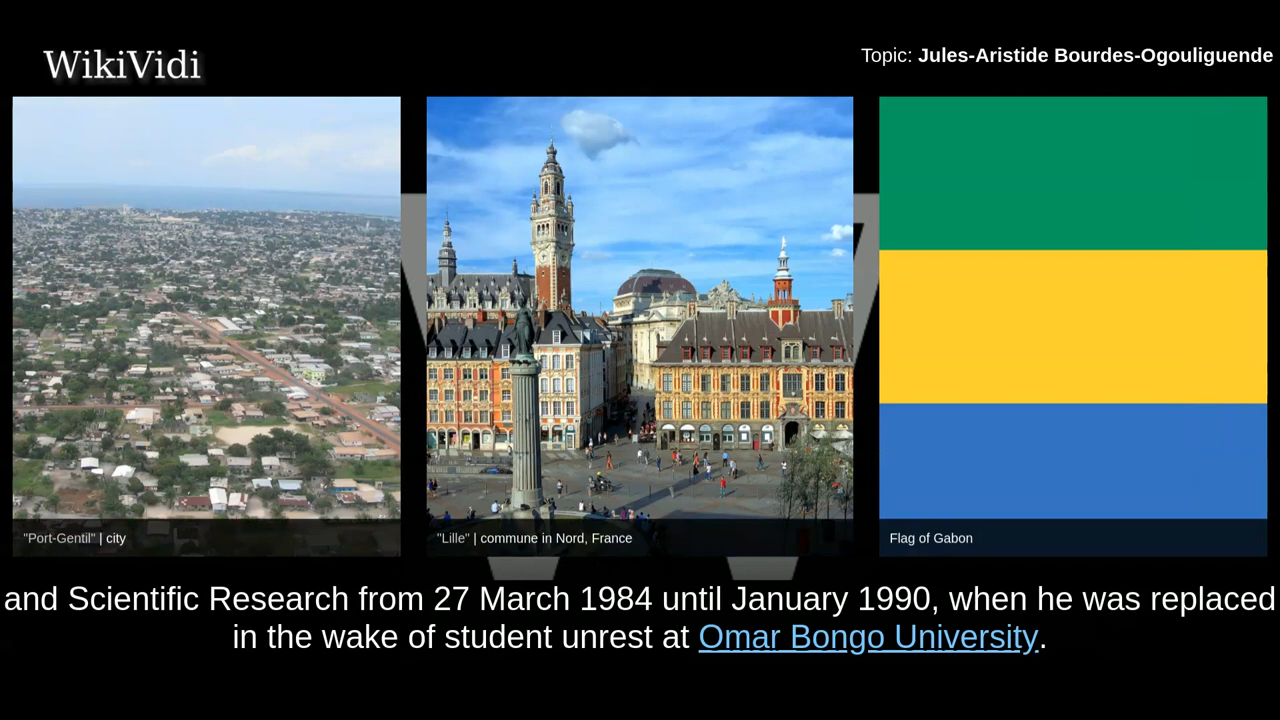 WikiVidi
Topic: Jules-Aristide Bourdes-Ogouliguende
"Port-Gentil" | city
"Lille" | commune in Nord, France
Flag of Gabon
and Scientific Research from 27 March 1984 until January 1990, when he was replaced
in the wake of student unrest at Omar Bongo University.